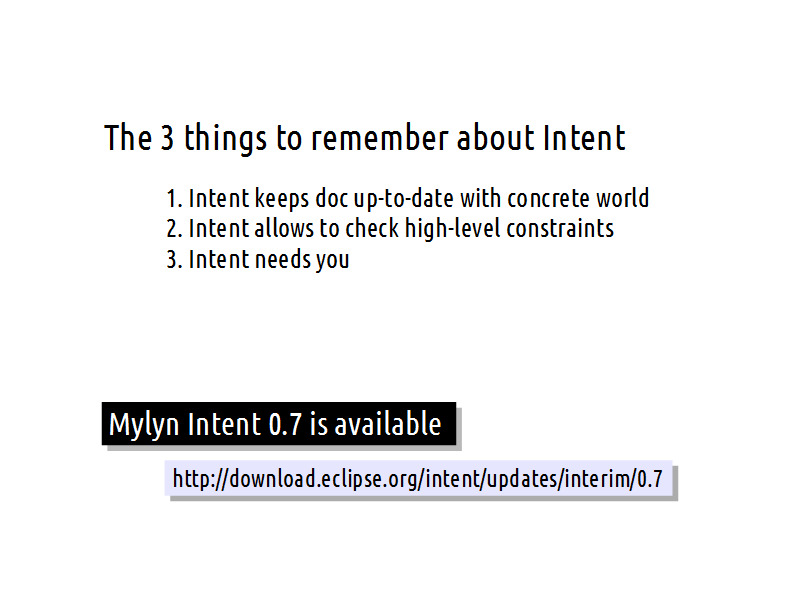 The 3 things to remember about Intent
1. Intent keeps doc up-to-date with concrete world
2. Intent allows to check high-level constraints
3. Intent needs you
Mylyn Intent 0.7 is available
http://download.eclipse.org/intent/updates/interim/0.7